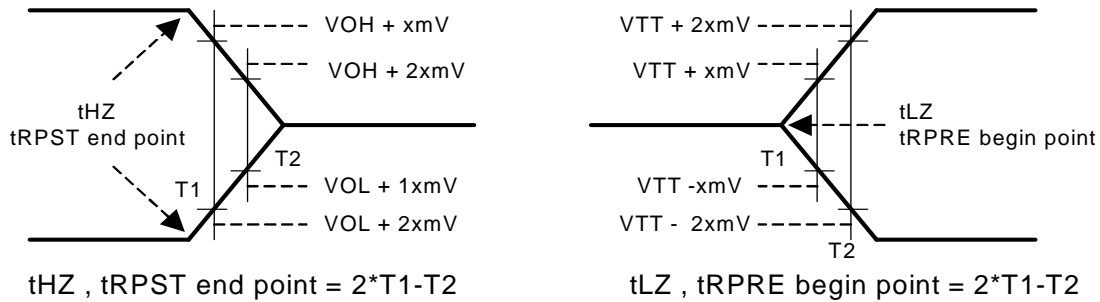 VOH + xmV
VOH + 2xmV
tHZ
tRPST end point
T2
T1
VOL + 1xmV
VOL + 2xmV
tHZ , tRPST end point = 2*T1-T2
VTT + 2xmV
VTT + xmV
tLZ
tRPRE begin point
T1
VTT -xmV
VTT - 2xmV
T2
tLZ , tRPRE begin point = 2*T1-T2